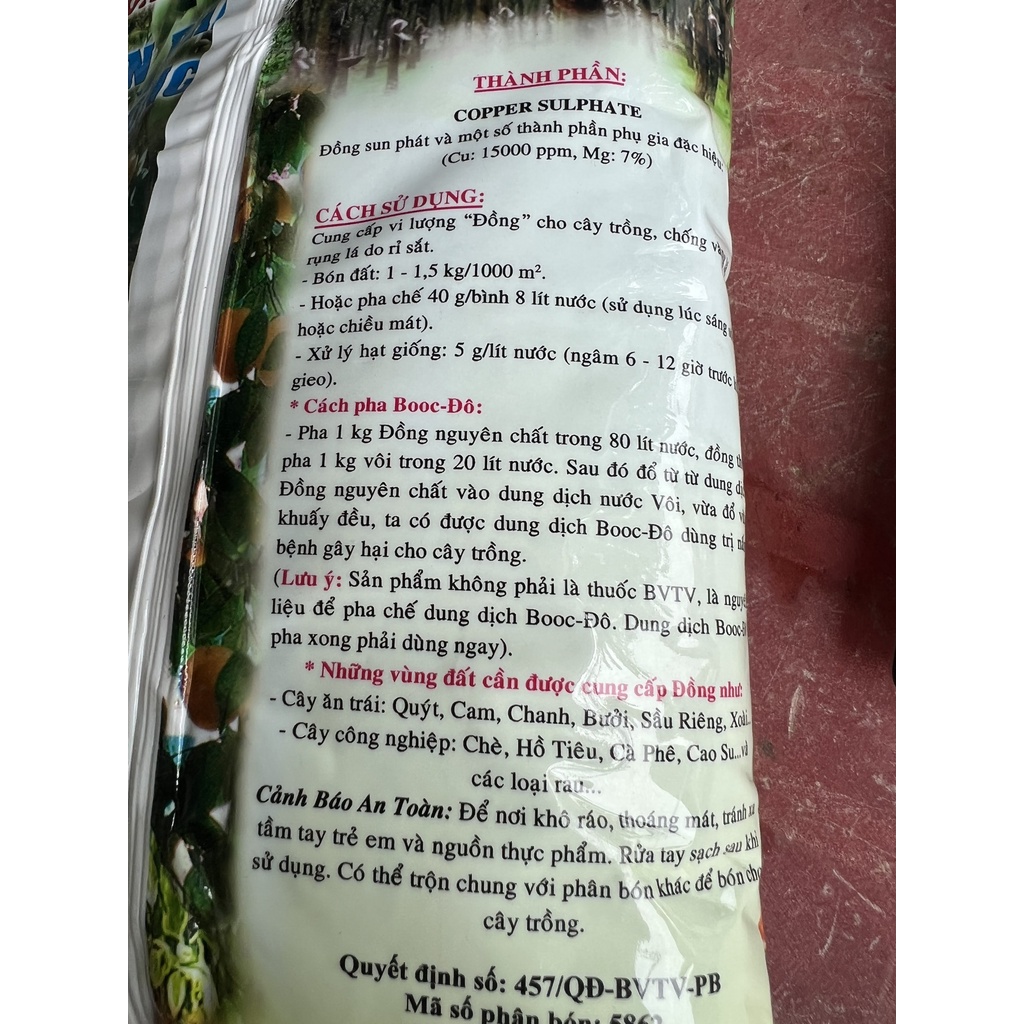 THÀNH PHẦN:
COPPER SULPHATE
Đồng sun phát và một số thành phần phụ gia đặc hiệu.
(Cu: 15000 ppm, Mg: 7%)
CÁCH SỬ DỤNG:
Cung cấp vi lượng “Đồng” cho cây trồng, chống
rụng lá do rỉ sắt.
- Bón đất: 1 - 1,5 kg/1000 m².
- Hoặc pha chế 40 g/bình 8 lít nước (sử dụng lúc sáng
hoặc chiều mát).
- Xử lý hạt giống: 5 g/lít nước (ngâm 6 - 12 giờ trước
gieo).
* Cách pha Booc-Đô:
- Pha 1 kg Đồng nguyên chất trong 80 lít nước, đồng
pha 1 kg vôi trong 20 lít nước. Sau đó đổ từ từ dung
Đồng nguyên chất vào dung dịch nước Vôi, vừa đổ
khuấy đều, ta có được dung dịch Booc-Đô dùng trị
bệnh gây hại cho cây trồng.
(Lưu ý: Sản phẩm không phải là thuốc BVTV, là
liệu để pha chế dung dịch Booc-Đô. Dung dịch
pha xong phải dùng ngay).
* Những vùng đất cần được cung cấp Đồng như:
- Cây ăn trái: Quýt, Cam, Chanh, Bưởi, Sầu Riêng, Xoài...
- Cây công nghiệp: Chè, Hồ Tiêu, Cà Phê, Cao Su...và
các loại rau...
Cảnh Báo An Toàn: Để nơi khô ráo, thoáng mát, tránh xa
tầm tay trẻ em và nguồn thực phẩm. Rửa tay sạch sau khi
sử dụng. Có thể trộn chung với phân bón khác để bón cho
cây trồng.
Quyết định số: 457/QĐ-BVTV-PB
Mã số phân bón: